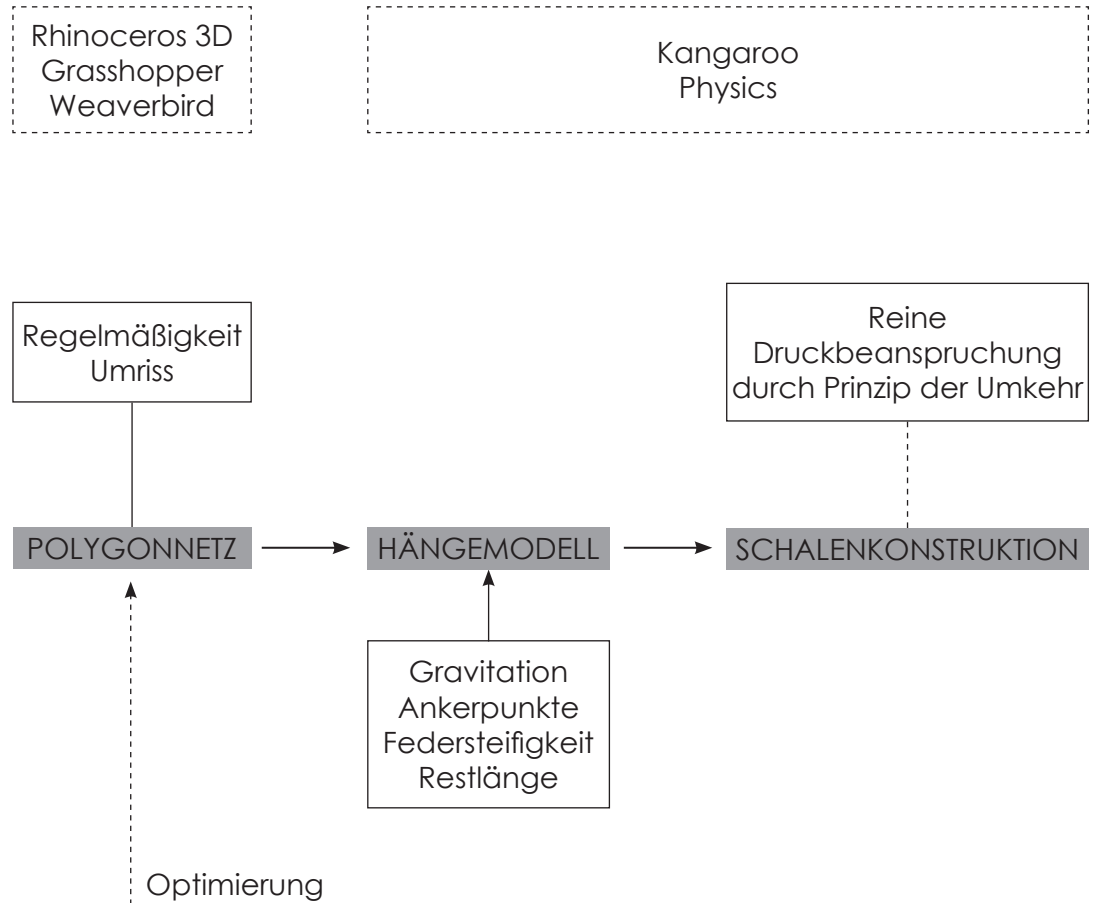 Rhinoceros 3D
Grasshopper
Weaverbird
Kangaroo
Physics
Regelmäßigkeit
Umriss
Reine
Druckbeanspruchung
durch Prinzip der Umkehr
POLYGONNETZ
HÄNGEMODELL
SCHALENKONSTRUKTION
Gravitation
Ankerpunkte
Federsteifigkeit
Restlänge
Optimierung